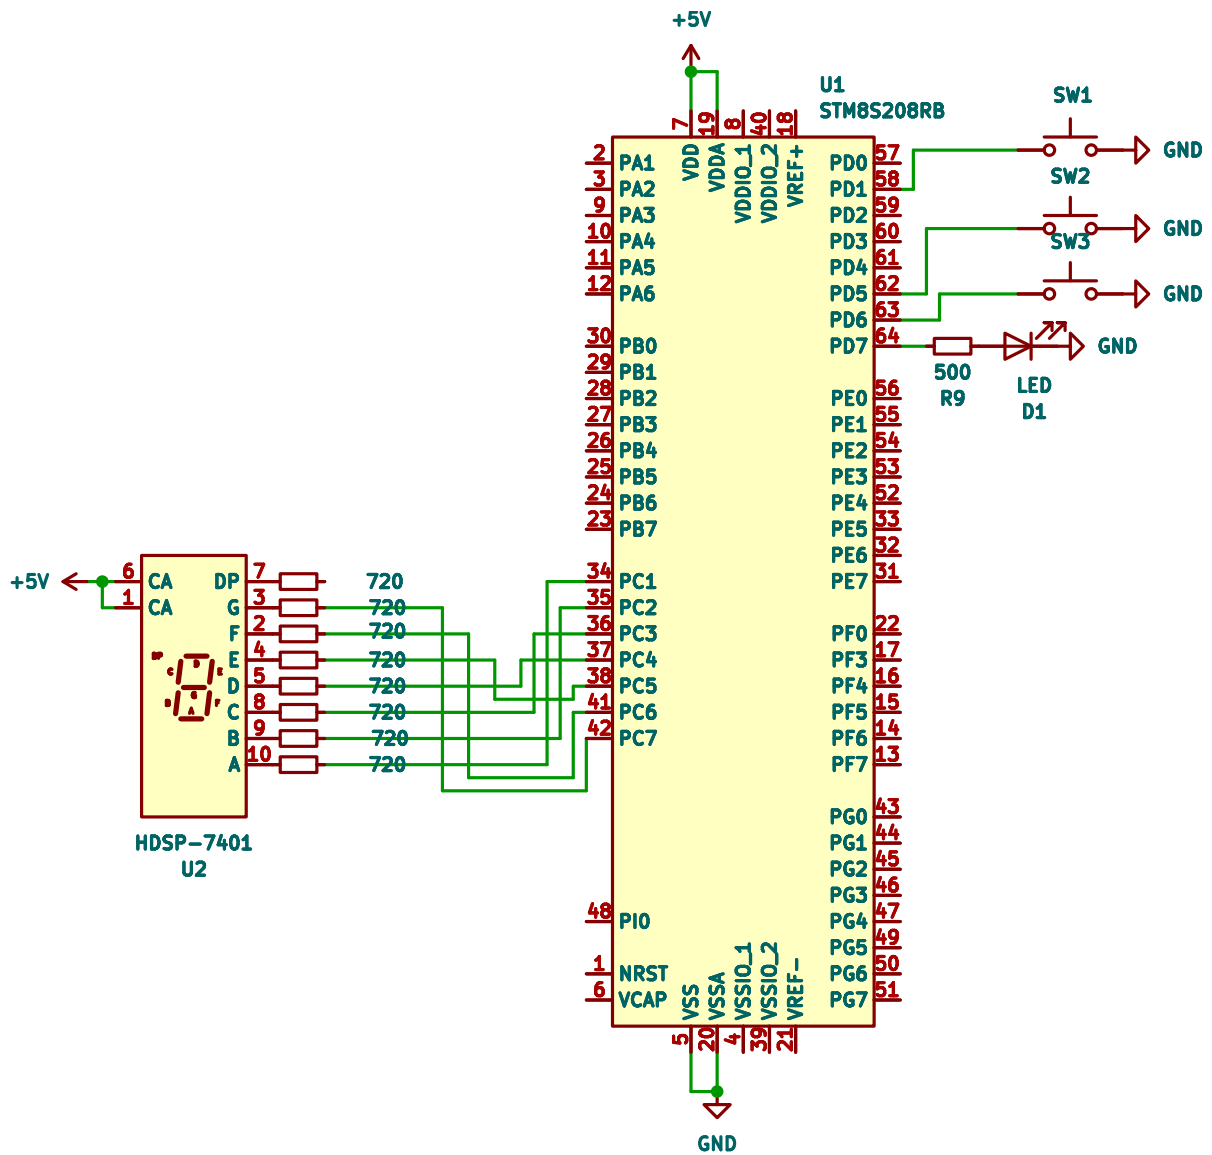 +5V
U1
STM8S208RB
7
19
8
40
18
VDD
VDDA
VDDIO_1
VDDIO_2
VREF+
2 PA1
3 PA2
9 PA3
10 PA4
11 PA5
12 PA6
30 PB0
29 PB1
28 PB2
27 PB3
26 PB4
25 PB5
24 PB6
23 PB7
34 PC1
35 PC2
36 PC3
37 PC4
38 PC5
41 PC6
42 PC7
48 PI0
1 NRST
6 VCAP
PD0 57
PD1 58
PD2 59
PD3 60
PD4 61
PD5 62
PD6 63
PD7 64
PE0 56
PE1 55
PE2 54
PE3 53
PE4 52
PE5 33
PE6 32
PE7 31
PF0 22
PF3 17
PF4 16
PF5 15
PF6 14
PF7 13
PG0 43
PG1 44
PG2 45
PG3 46
PG4 47
PG5 49
PG6 50
PG7 51
VSS
VSSA
VSSIO_1
VSSIO_2
VREF-
5
20
4
39
21
GND
SW1
GND
SW2
GND
SW3
GND
500
R9
LED
D1
GND
+5V
6 CA
1 CA
DP 7 720
G 3 720
F 2 720
E 4 720
D 5 720
C 8 720
B 9 720
A 10 720
HDSP-7401
U2